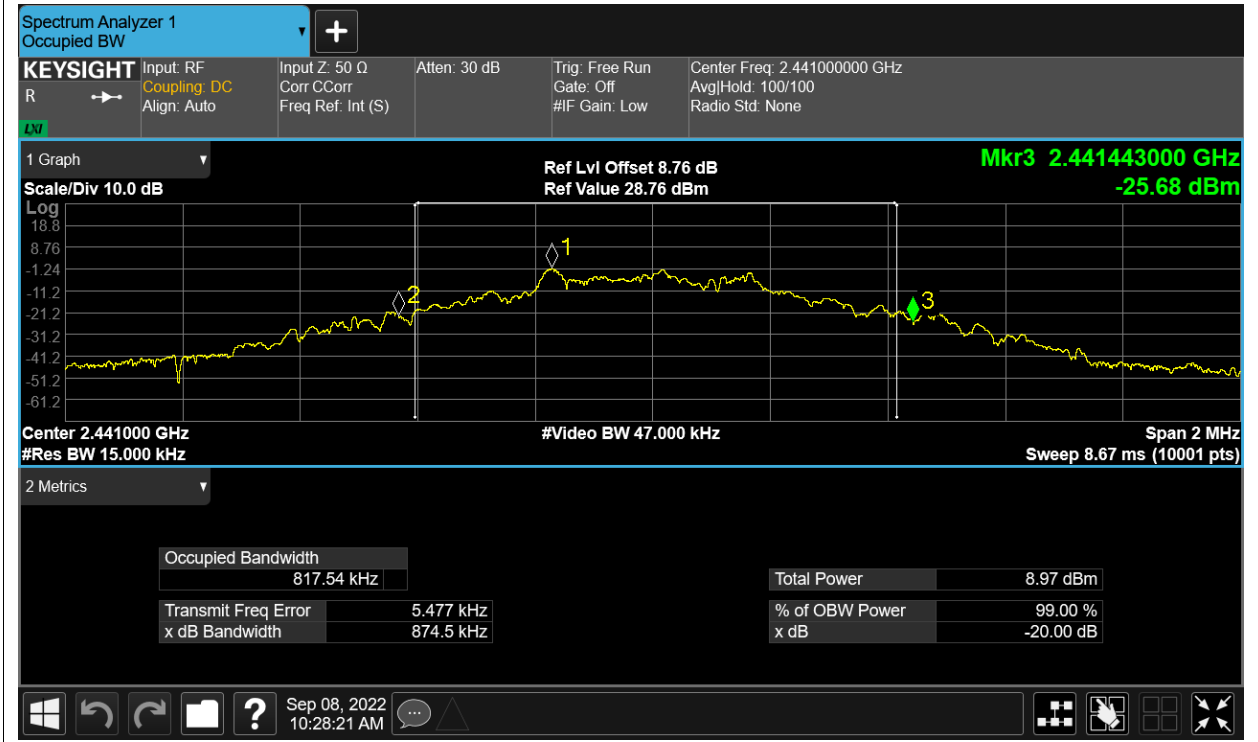 Spectrum Analyzer 1
Occupied BW
KEYSIGHT Input: RF Input Z: 50 Ω Atten: 30 dB Trig: Free Run Center Freq: 2.441000000 GHz
R Coupling: DC Corr CCorr Gate: Off Avg|Hold: 100/100
Align: Auto Freq Ref: Int (S) #IF Gain: Low Radio Std: None
LXI
1 Graph Ref Lvl Offset 8.76 dB Mkr3 2.441443000 GHz
Scale/Div 10.0 dB Ref Value 28.76 dBm -25.68 dBm
Log
18.8
8.76
-1.24
-11.2
-21.2
-31.2
-41.2
-51.2
-61.2
1
2
3
Center 2.441000 GHz #Video BW 47.000 kHz Span 2 MHz
#Res BW 15.000 kHz Sweep 8.67 ms (10001 pts)
2 Metrics
Occupied Bandwidth
817.54 kHz Total Power 8.97 dBm
Transmit Freq Error 5.477 kHz % of OBW Power 99.00 %
x dB Bandwidth 874.5 kHz x dB -20.00 dB
? Sep 08, 2022
10:28:21 AM